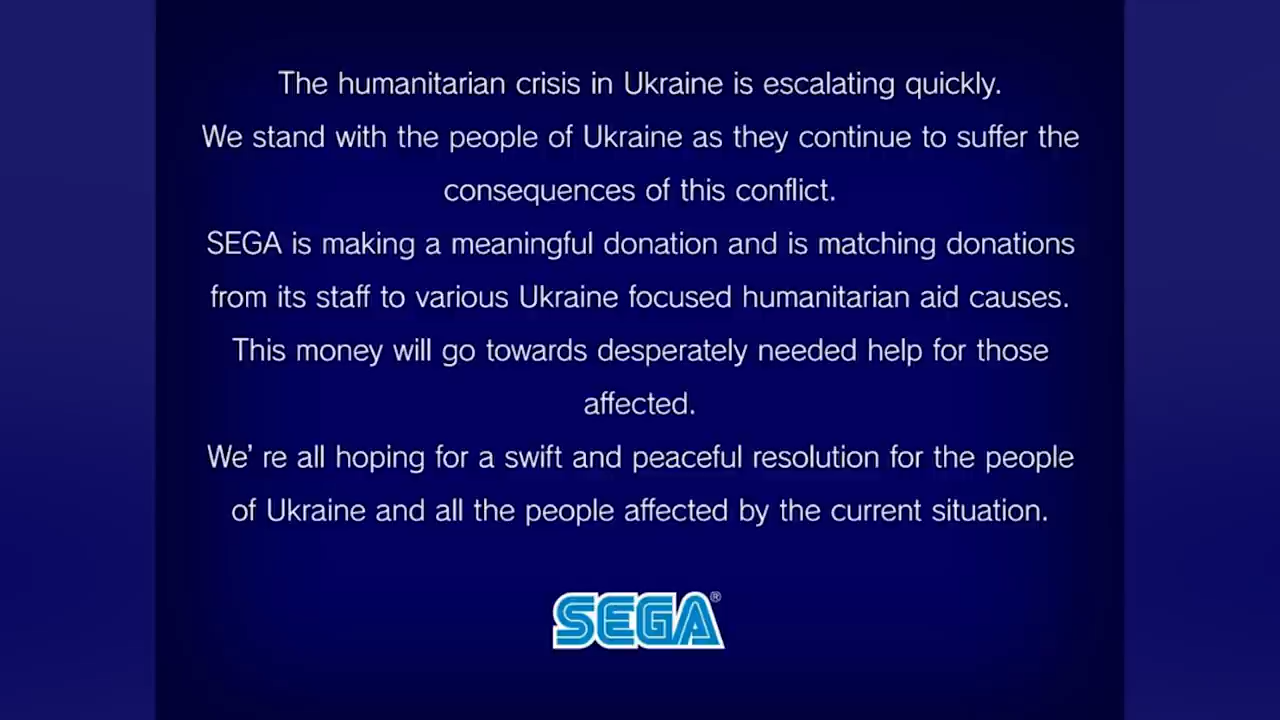 The humanitarian crisis in Ukraine is escalating quickly.
We stand with the people of Ukraine as they continue to suffer the
consequences of this conflict.
SEGA is making a meaningful donation and is matching donations
from its staff to various Ukraine focused humanitarian aid causes.
This money will go towards desperately needed help for those
affected.
We' re all hoping for a swift and peaceful resolution for the people
of Ukraine and all the people affected by the current situation.
SEGA®